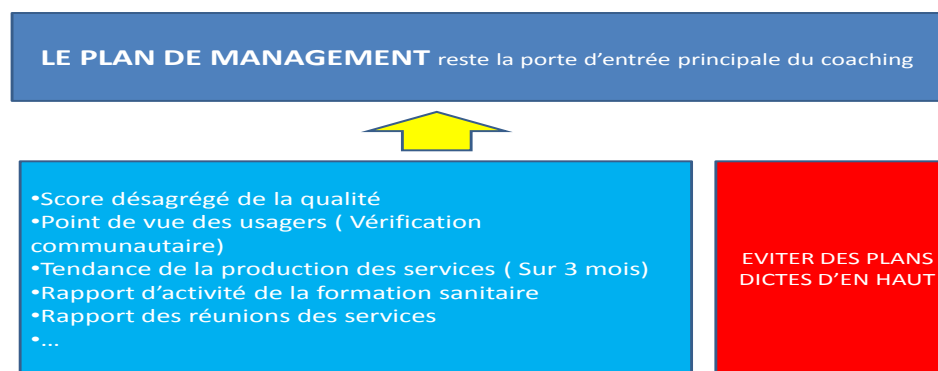 LE PLAN DE MANAGEMENT reste la porte d’entrée principale du coaching
•Score désagrégé de la qualité
•Point de vue des usagers ( Vérification
communautaire)
•Tendance de la production des services ( Sur 3 mois)
•Rapport d’activité de la formation sanitaire
•Rapport des réunions des services
•...
EVITER DES PLANS
DICTES D’EN HAUT